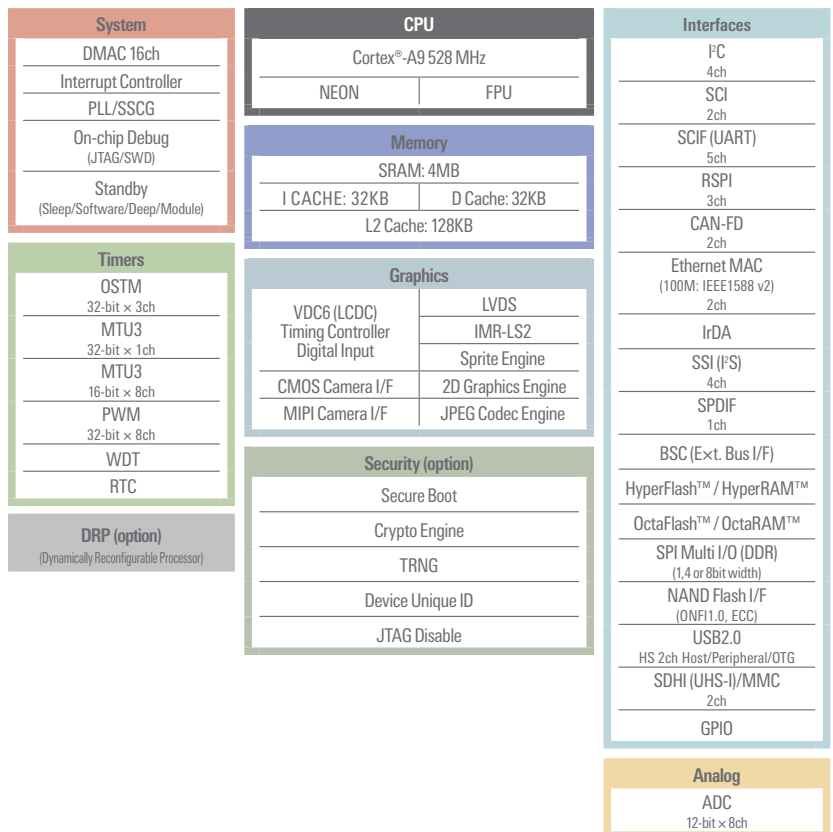 System
DMAC 16ch
Interrupt Controller
PLL/SSCG
On-chip Debug
(JTAG/SWD)
Standby
(Sleep/Software/Deep/Module)
Timers
OSTM
32-bit × 3ch
MTU3
32-bit × 1ch
MTU3
16-bit × 8ch
PWM
32-bit × 8ch
WDT
RTC
DRP (option)
(Dynamically Reconfigurable Processor)
CPU
Cortex®-A9 528 MHz
NEON
FPU
Memory
SRAM: 4MB
I CACHE: 32KB
D Cache: 32KB
L2 Cache: 128KB
Graphics
VDC6 (LCDC)
Timing Controller
Digital Input
LVDS
IMR-LS2
Sprite Engine
CMOS Camera I/F
2D Graphics Engine
MIPI Camera I/F
JPEG Codec Engine
Security (option)
Secure Boot
Crypto Engine
TRNG
Device Unique ID
JTAG Disable
Interfaces
I²C
4ch
SCI
2ch
SCIF (UART)
5ch
RSPI
3ch
CAN-FD
2ch
Ethernet MAC
(100M: IEEE1588 v2)
2ch
IrDA
SSI (I²S)
4ch
SPDIF
1ch
BSC (E×t. Bus I/F)
HyperFlash™ / HyperRAM™
OctaFlash™ / OctaRAM™
SPI Multi I/O (DDR)
(1,4 or 8bit width)
NAND Flash I/F
(ONFI1.0, ECC)
USB2.0
HS 2ch Host/Peripheral/OTG
SDHI (UHS-I)/MMC
2ch
GPIO
Analog
ADC
12-bit × 8ch